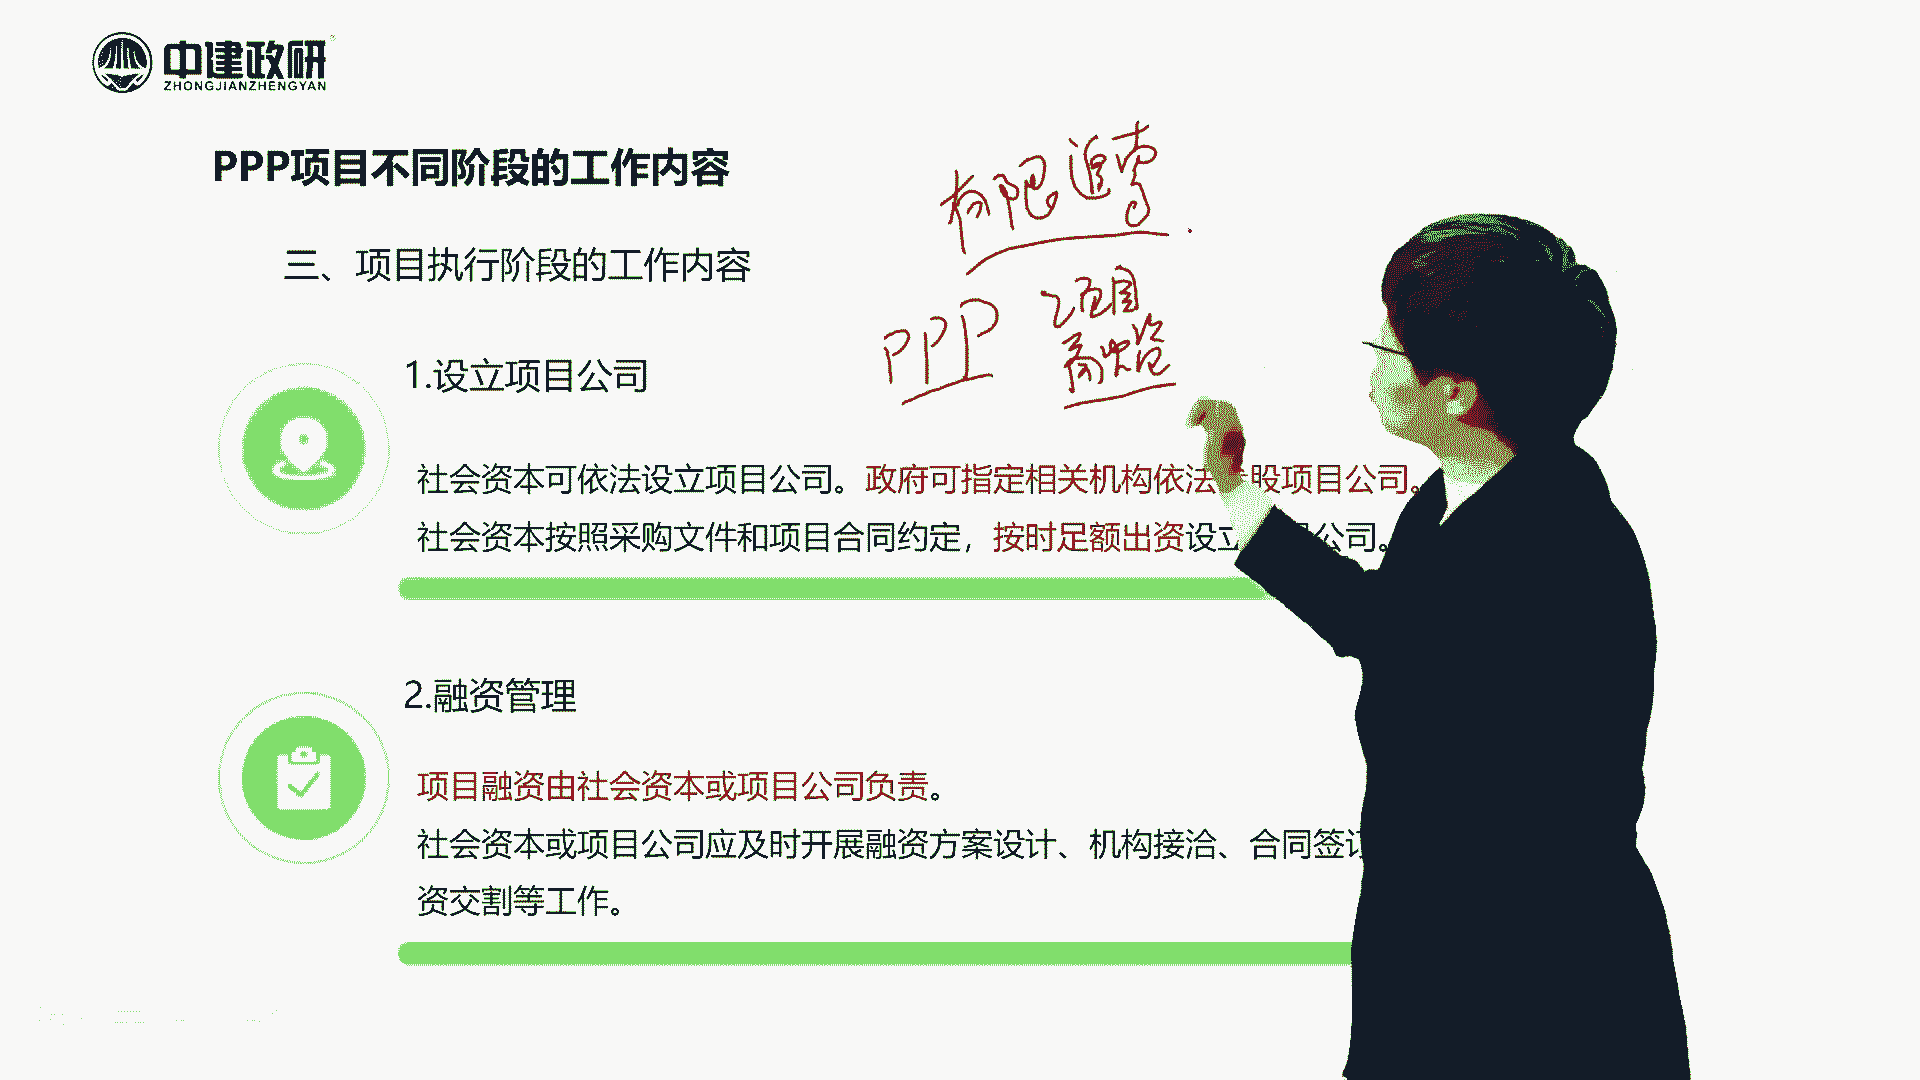 中建政研
ZHONGJIANZHENGYAN
PPP项目不同阶段的工作内容
有限追索
三、项目执行阶段的工作内容
PPP 项目
融资
1.设立项目公司
社会资本可依法设立项目公司。政府可指定相关机构依法 股项目公司。
社会资本按照采购文件和项目合同约定，按时足额出资设立 公司。
2.融资管理
项目融资由社会资本或项目公司负责。
社会资本或项目公司应及时开展融资方案设计、机构接洽、合同签订
资交割等工作。